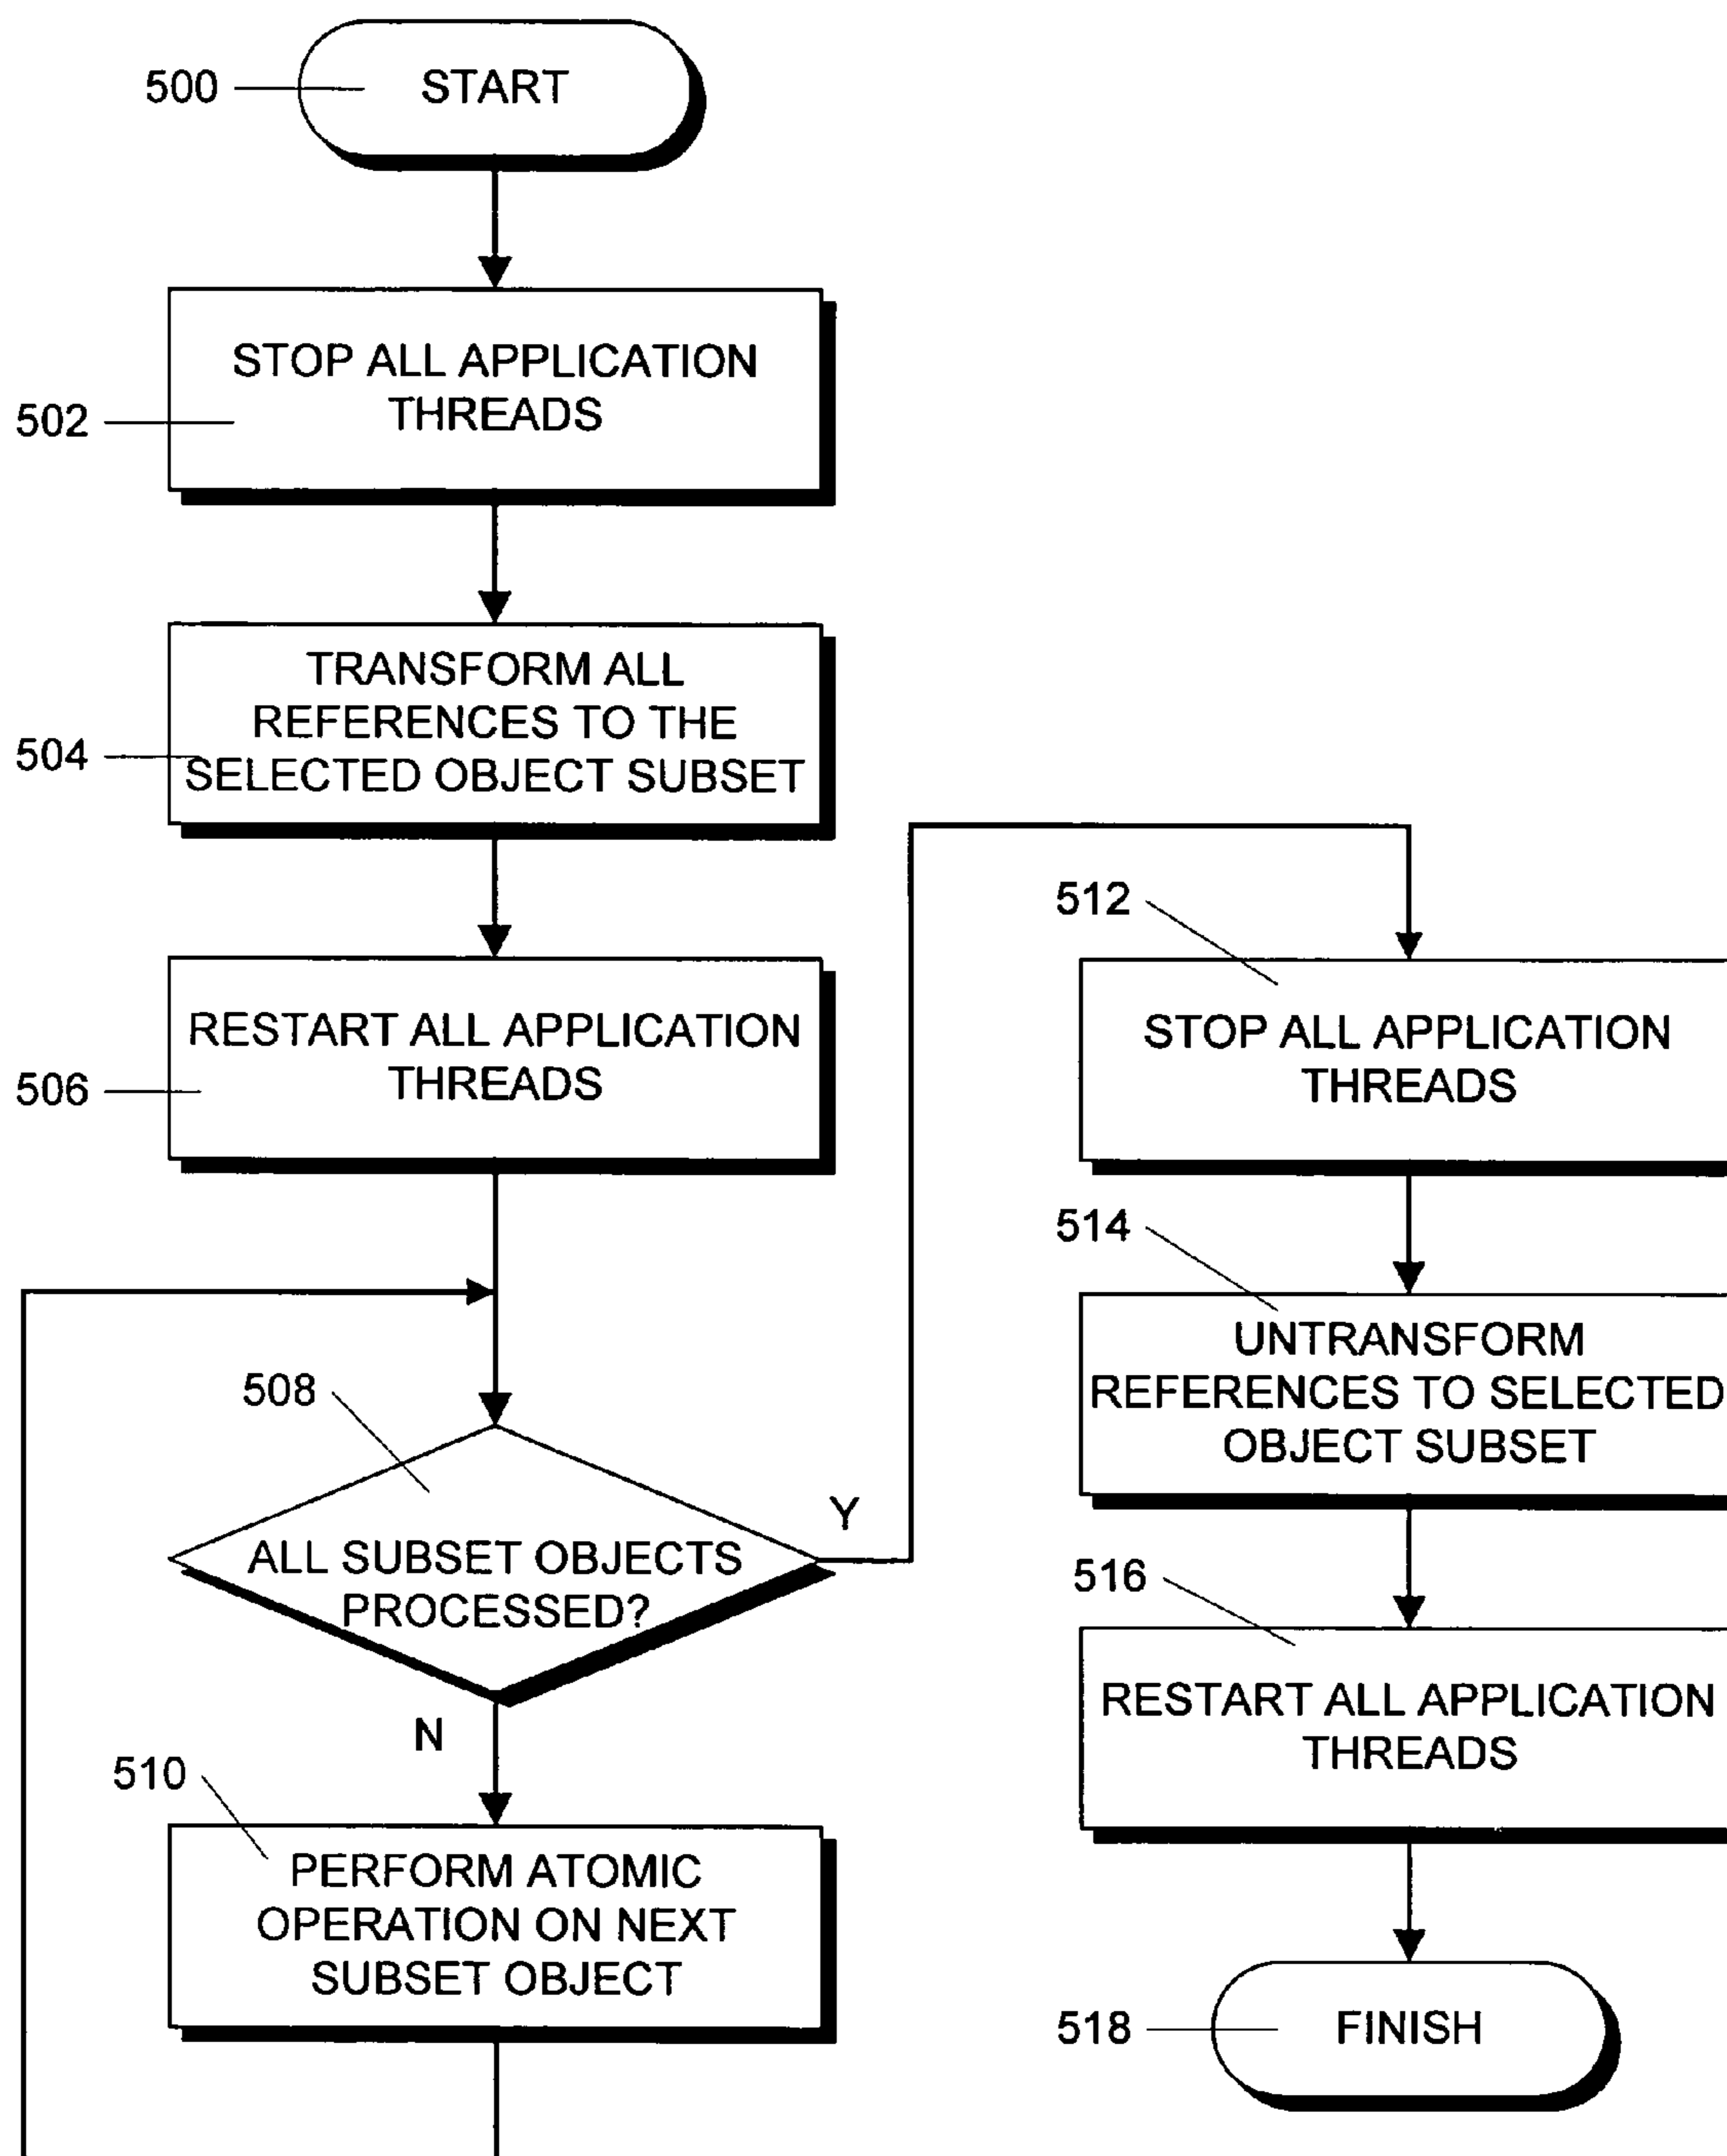 500
START
502
STOP ALL APPLICATION
THREADS
504
TRANSFORM ALL
REFERENCES TO THE
SELECTED OBJECT SUBSET
506
RESTART ALL APPLICATION
THREADS
508
ALL SUBSET OBJECTS
PROCESSED?
Y
N
510
PERFORM ATOMIC
OPERATION ON NEXT
SUBSET OBJECT
512
STOP ALL APPLICATION
THREADS
514
UNTRANSFORM
REFERENCES TO SELECTED
OBJECT SUBSET
516
RESTART ALL APPLICATION
THREADS
518
FINISH